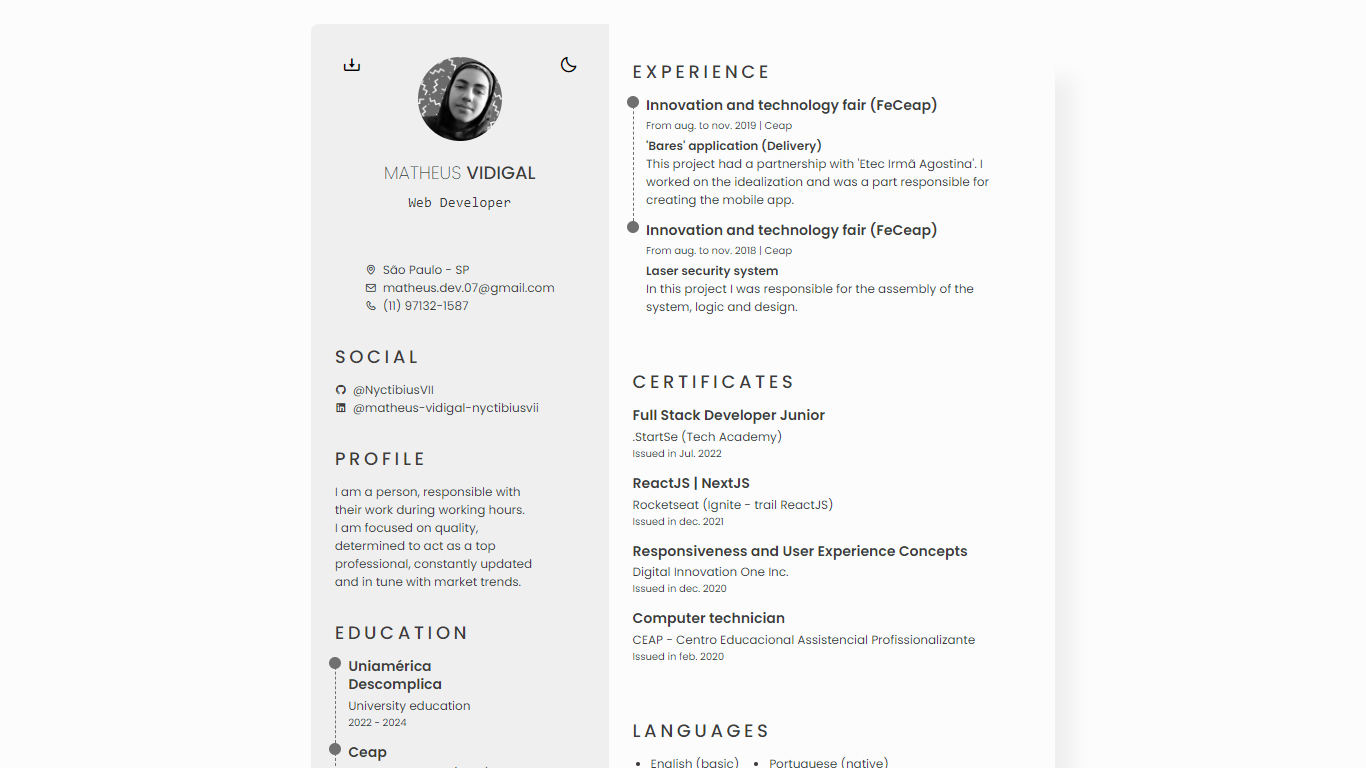 MATHEUS VIDIGAL
Web Developer
São Paulo - SP
matheus.dev.07@gmail.com
(11) 97132-1587
SOCIAL
@NyctibiusVII
@matheus-vidigal-nyctibiusvii
PROFILE
I am a person, responsible with
their work during working hours.
I am focused on quality,
determined to act as a top
professional, constantly updated
and in tune with market trends.
EDUCATION
Uniamérica
Descomplica
University education
2022 - 2024
Ceap
EXPERIENCE
Innovation and technology fair (FeCeap)
From aug. to nov. 2019 | Ceap
'Bares' application (Delivery)
This project had a partnership with 'Etec Irmã Agostina'. I
worked on the idealization and was a part responsible for
creating the mobile app.
Innovation and technology fair (FeCeap)
From aug. to nov. 2018 | Ceap
Laser security system
In this project I was responsible for the assembly of the
system, logic and design.
CERTIFICATES
Full Stack Developer Junior
.StartSe (Tech Academy)
Issued in Jul. 2022
ReactJS | NextJS
Rocketseat (Ignite - trail ReactJS)
Issued in dec. 2021
Responsiveness and User Experience Concepts
Digital Innovation One Inc.
Issued in dec. 2020
Computer technician
CEAP - Centro Educacional Assistencial Profissionalizante
Issued in feb. 2020
LANGUAGES
• English (basic) • Portuguese (native)